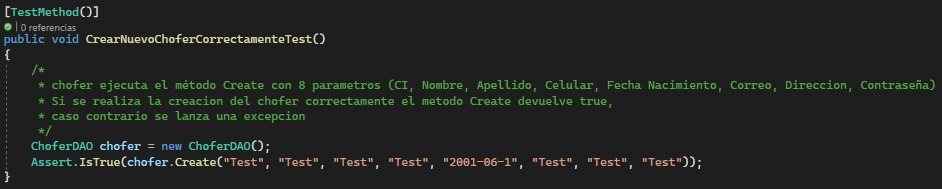 [TestMethod()]
| 0 referencias
public void CrearNuevoChoferCorrectamenteTest()
{
/*
* chofer ejecuta el método Create con 8 parametros (CI, Nombre, Apellido, Celular, Fecha Nacimiento, Correo, Direccion, Contraseña)
* Si se realiza la creacion del chofer correctamente el metodo Create devuelve true,
* caso contrario se lanza una excepcion
*/
ChoferDAO chofer = new ChoferDAO();
Assert.IsTrue(chofer.Create("Test", "Test", "Test", "Test", "2001-06-1", "Test", "Test", "Test"));
}